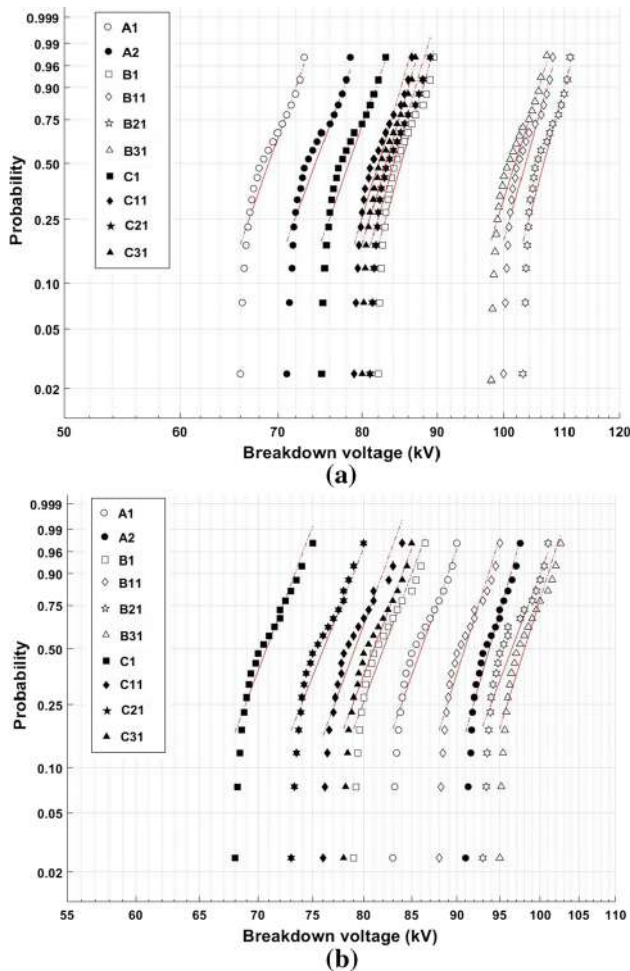 0.999
0.99
0.96
0.90
0.75
0.50
0.25
0.10
0.05
0.02
Probability
A1
A2
B1
B11
B21
B31
C1
C11
C21
C31
50 60 70 80 90 100 110 120
Breakdown voltage (kV)
(a)
0.999
0.99
0.96
0.90
0.75
0.50
0.25
0.10
0.05
0.02
Probability
A1
A2
B1
B11
B21
B31
C1
C11
C21
C31
55 60 65 70 75 80 85 90 95 100 105 110
Breakdown voltage (kV)
(b)